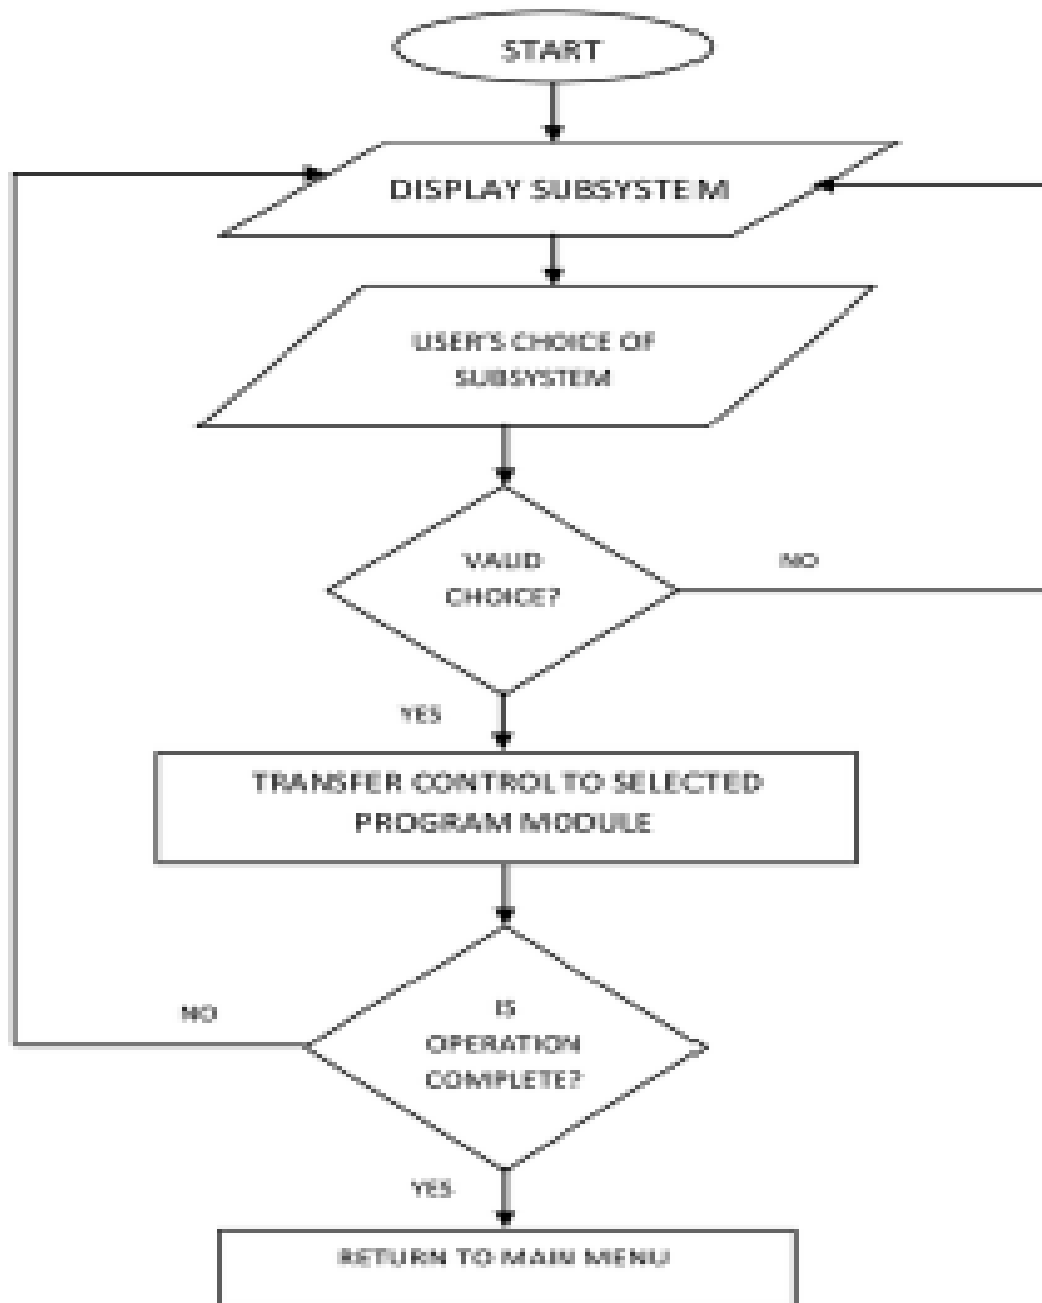 START
DISPLAY SUBSYSTEM
USER'S CHOICE OF
SUBSYSTEM
VALID
CHOICE?
NO
YES
TRANSFER CONTROL TO SELECTED
PROGRAM MODULE
NO
IS
OPERATION
COMPLETE?
YES
RETURN TO MAIN MENU